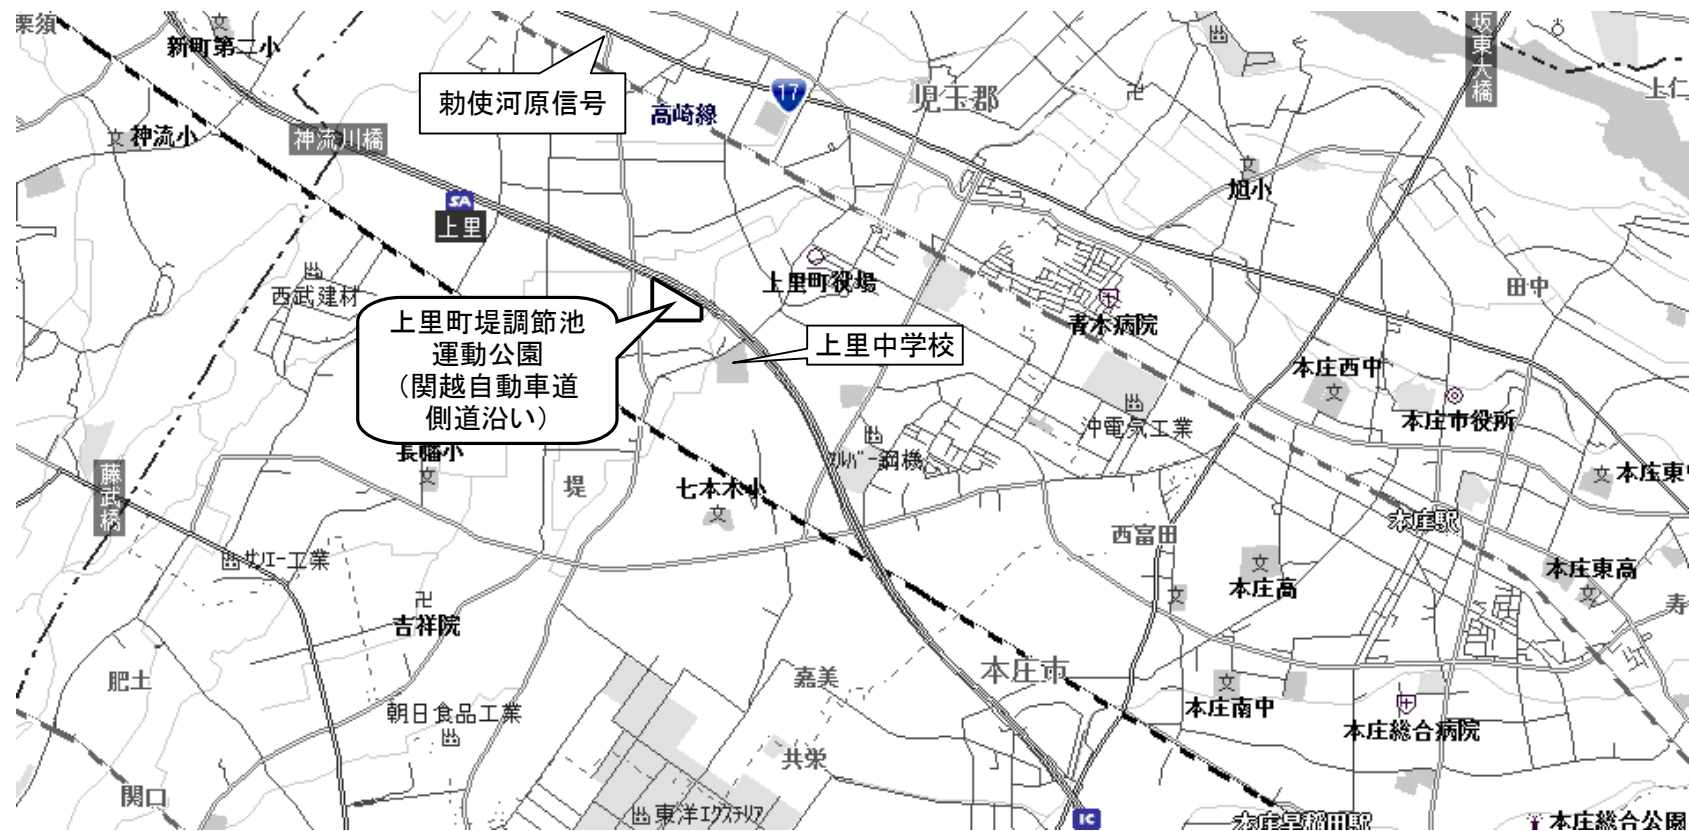 栗須
新町第二小
勅使河原信号
17
児玉郡
坂東大橋
上仁
神流小
神流川橋
高崎線
旭小
SA
上里
上里町役場
田中
西武建材
青木病院
上里町堤調節池
運動公園
（関越自動車道
側道沿い）
上里中学校
本庄西中
本庄市役所
沖電気工業
長幡小
堤
七本木小
藤武橋
本庄東
本庄駅
西富田
サンエー工業
本庄高
本庄東高
寿
吉祥院
肥土
嘉美
本庄市
朝日食品工業
本庄南中
本庄総合病院
共栄
関口
東洋エクステリア
IC
本庄早稲田駅
本庄総合公園